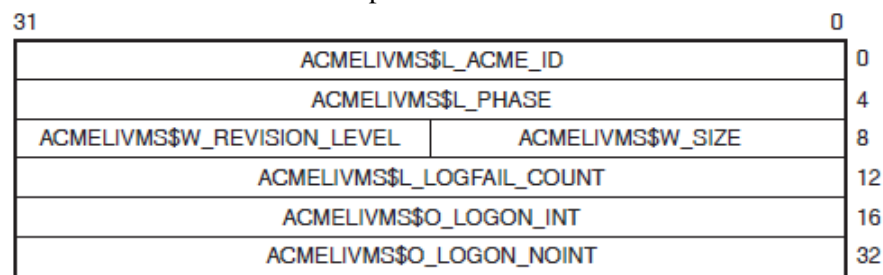 31 0
ACMELIVMS$L_ACME_ID 0
ACMELIVMS$L_PHASE 4
ACMELIVMS$W_REVISION_LEVEL ACMELIVMS$W_SIZE 8
ACMELIVMS$L_LOGFAIL_COUNT 12
ACMELIVMS$O_LOGON_INT 16
ACMELIVMS$O_LOGON_NOINT 32